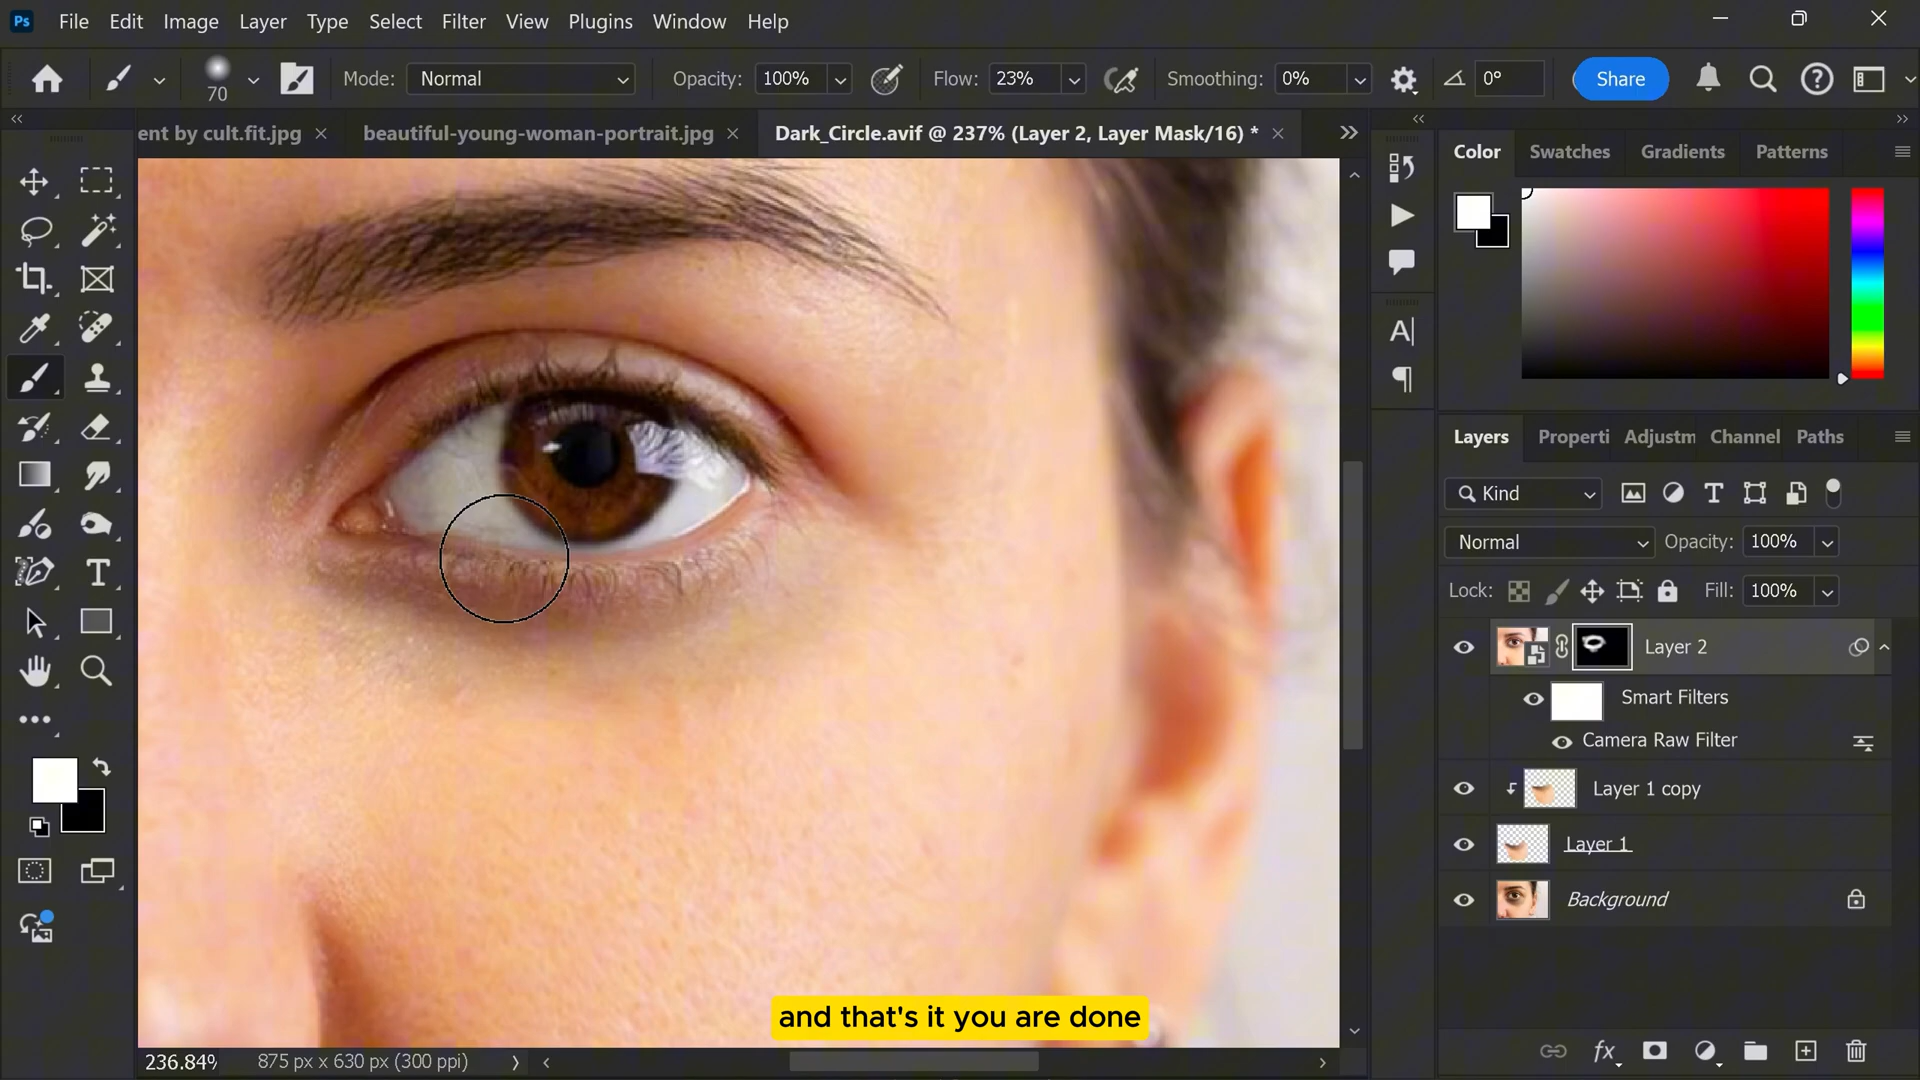 Ps File Edit Image Layer Type Select Filter View Plugins Window Help
70 Mode: Normal Opacity: 100% Flow: 23% Smoothing: 0% 0° Share
ent by cult.fit.jpg × beautiful-young-woman-portrait.jpg × Dark_Circle.avif @ 237% (Layer 2, Layer Mask/16) * ×
Color Swatches Gradients Patterns
Layers Properti Adjustm Channel Paths
Kind
Normal Opacity: 100%
Lock: Fill: 100%
Layer 2
Smart Filters
Camera Raw Filter
Layer 1 copy
Layer 1
Background
and that's it you are done
236.84% 875 px x 630 px (300 ppi)